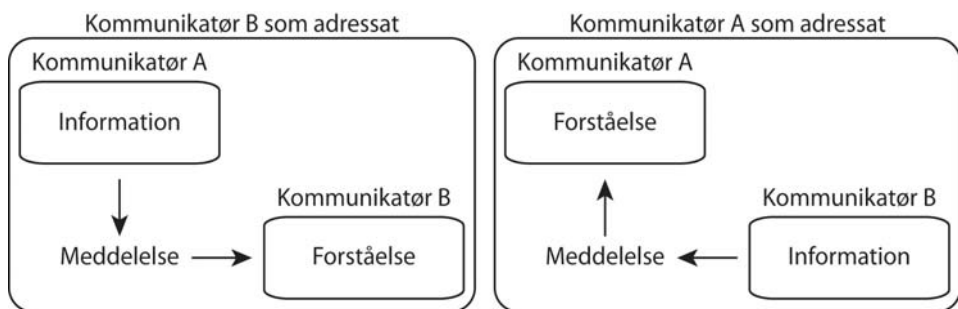 Kommunikatør B som adressat
Kommunikatør A
Information
Kommunikatør B
Meddelelse
Forståelse
Kommunikatør A som adressat
Kommunikatør A
Forståelse
Kommunikatør B
Meddelelse
Information